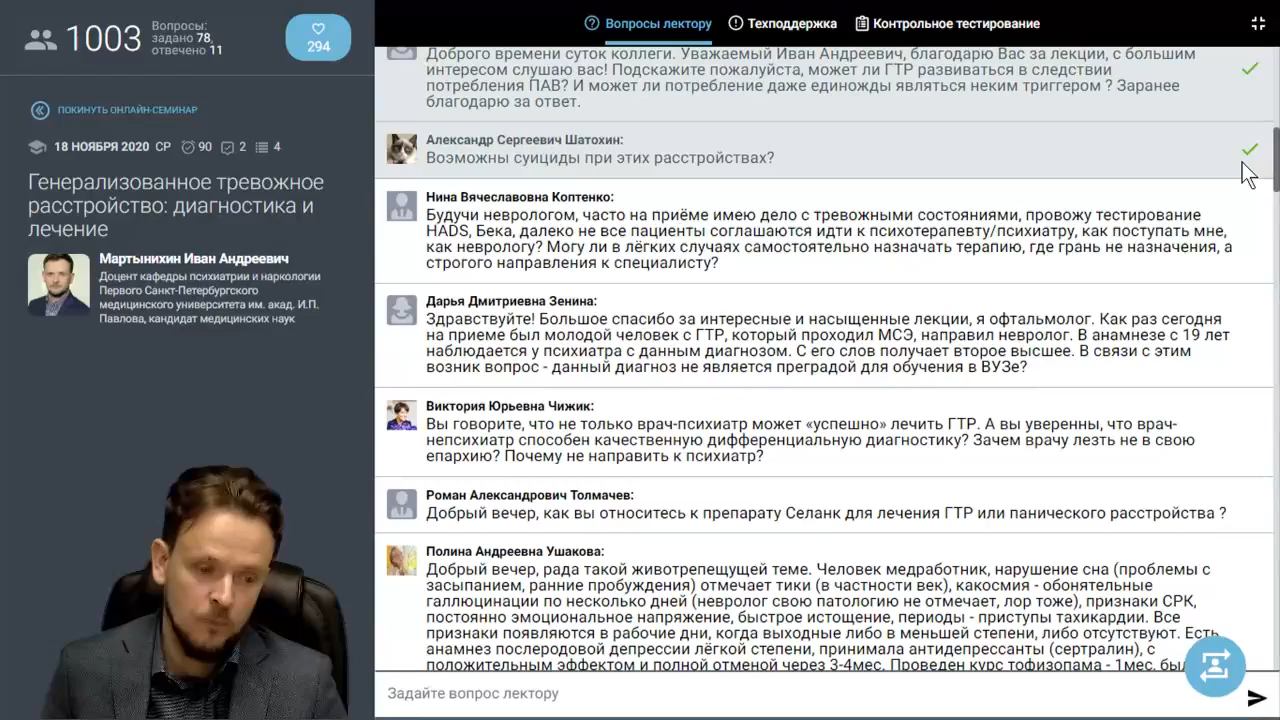 1003
Вопросы:
задано 78,
отвечено 11
294
Вопросы лектору
Техподдержка
Контрольное тестирование
ПОКИНУТЬ ОНЛАЙН-СЕМИНАР
18 НОЯБРЯ 2020 СР 90 2 4
Генерализованное тревожное
расстройство: диагностика и
лечение
Мартынихин Иван Андреевич
Доцент кафедры психиатрии и наркологии
Первого Санкт-Петербургского
медицинского университета им. акад. И.П.
Павлова, кандидат медицинских наук
Доброго времени суток коллеги. Уважаемый Иван Андреевич, благодарю Вас за лекции, с большим
интересом слушаю вас! Подскажите пожалуйста, может ли ГТР развиваться в следствии
потребления ПАВ? И может ли потребление даже единожды являться неким триггером ? Заранее
благодарю за ответ.
Александр Сергеевич Шатохин:
Возможны суициды при этих расстройствах?
Нина Вячеславовна Коптенко:
Будучи неврологом, часто на приёме имею дело с тревожными состояниями, провожу тестирование
HADS, Бека, далеко не все пациенты соглашаются идти к психотерапевту/психиатру, как поступать мне,
как неврологу? Могу ли в лёгких случаях самостоятельно назначать терапию, где грань не назначения, а
строгого направления к специалисту?
Дарья Дмитриевна Зенина:
Здравствуйте! Большое спасибо за интересные и насыщенные лекции, я офтальмолог. Как раз сегодня
на приеме был молодой человек с ГТР, который проходил МСЭ, направил невролог. В анамнезе с 19 лет
наблюдается у психиатра с данным диагнозом. С его слов получает второе высшее. В связи с этим
возник вопрос - данный диагноз не является преградой для обучения в ВУЗе?
Виктория Юрьевна Чижик:
Вы говорите, что не только врач-психиатр может «успешно» лечить ГТР. А вы уверенны, что врач-
непсихиатр способен качественную дифференциальную диагностику? Зачем врачу лезть не в свою
епархию? Почему не направить к психиатр?
Роман Александрович Толмачев:
Добрый вечер, как вы относитесь к препарату Селанк для лечения ГТР или панического расстройства ?
Полина Андреевна Ушакова:
Добрый вечер, рада такой животрепещущей теме. Человек медработник, нарушение сна (проблемы с
засыпанием, ранние пробуждения) отмечает тики (в частности век), какосмия - обонятельные
галлюцинации по несколько дней (невролог свою патологию не отмечает, лор тоже), признаки СРК,
постоянно эмоциональное напряжение, быстрое истощение, периоды - приступы тахикардии. Все
признаки появляются в рабочие дни, когда выходные либо в меньшей степени, либо отсутствуют. Есть
анамнез послеродовой депрессии лёгкой степени, принимала антидепрессанты (сертралин), с
положительным эффектом и полной отменой через 3-4мес. Проведен курс тофизопама - 1мес, был
Задайте вопрос лектору